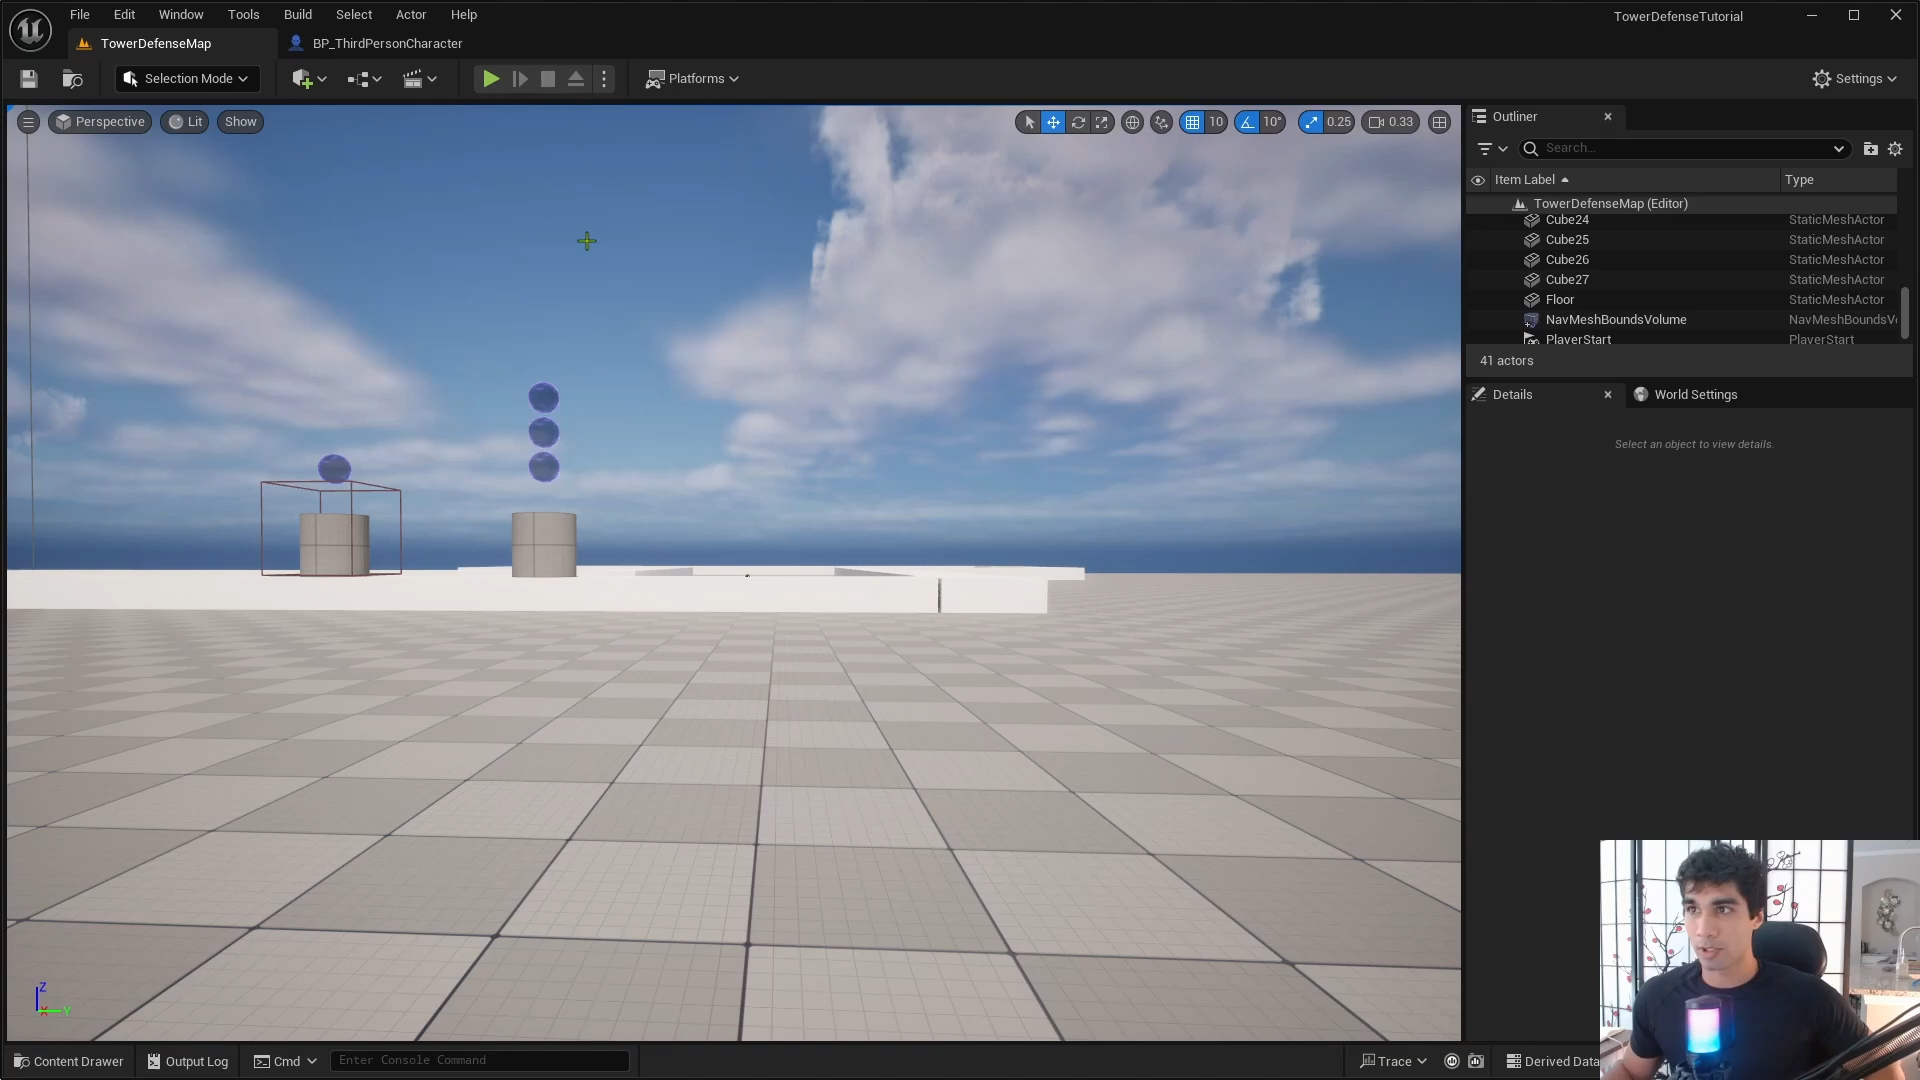 File Edit Window Tools Build Select Actor Help
TowerDefenseTutorial
TowerDefenseMap
BP_ThirdPersonCharacter
Selection Mode
Platforms
Settings
Perspective
Lit
Show
10
10°
0.25
0.33
Outliner
Search...
Item Label
Type
TowerDefenseMap (Editor)
Cube24 StaticMeshActor
Cube25 StaticMeshActor
Cube26 StaticMeshActor
Cube27 StaticMeshActor
Floor StaticMeshActor
NavMeshBoundsVolume NavMeshBoundsV
PlayerStart PlayerStart
41 actors
Details
World Settings
Select an object to view details.
Z
X
Y
Content Drawer
Output Log
Cmd
Enter Console Command
Trace
Derived Data